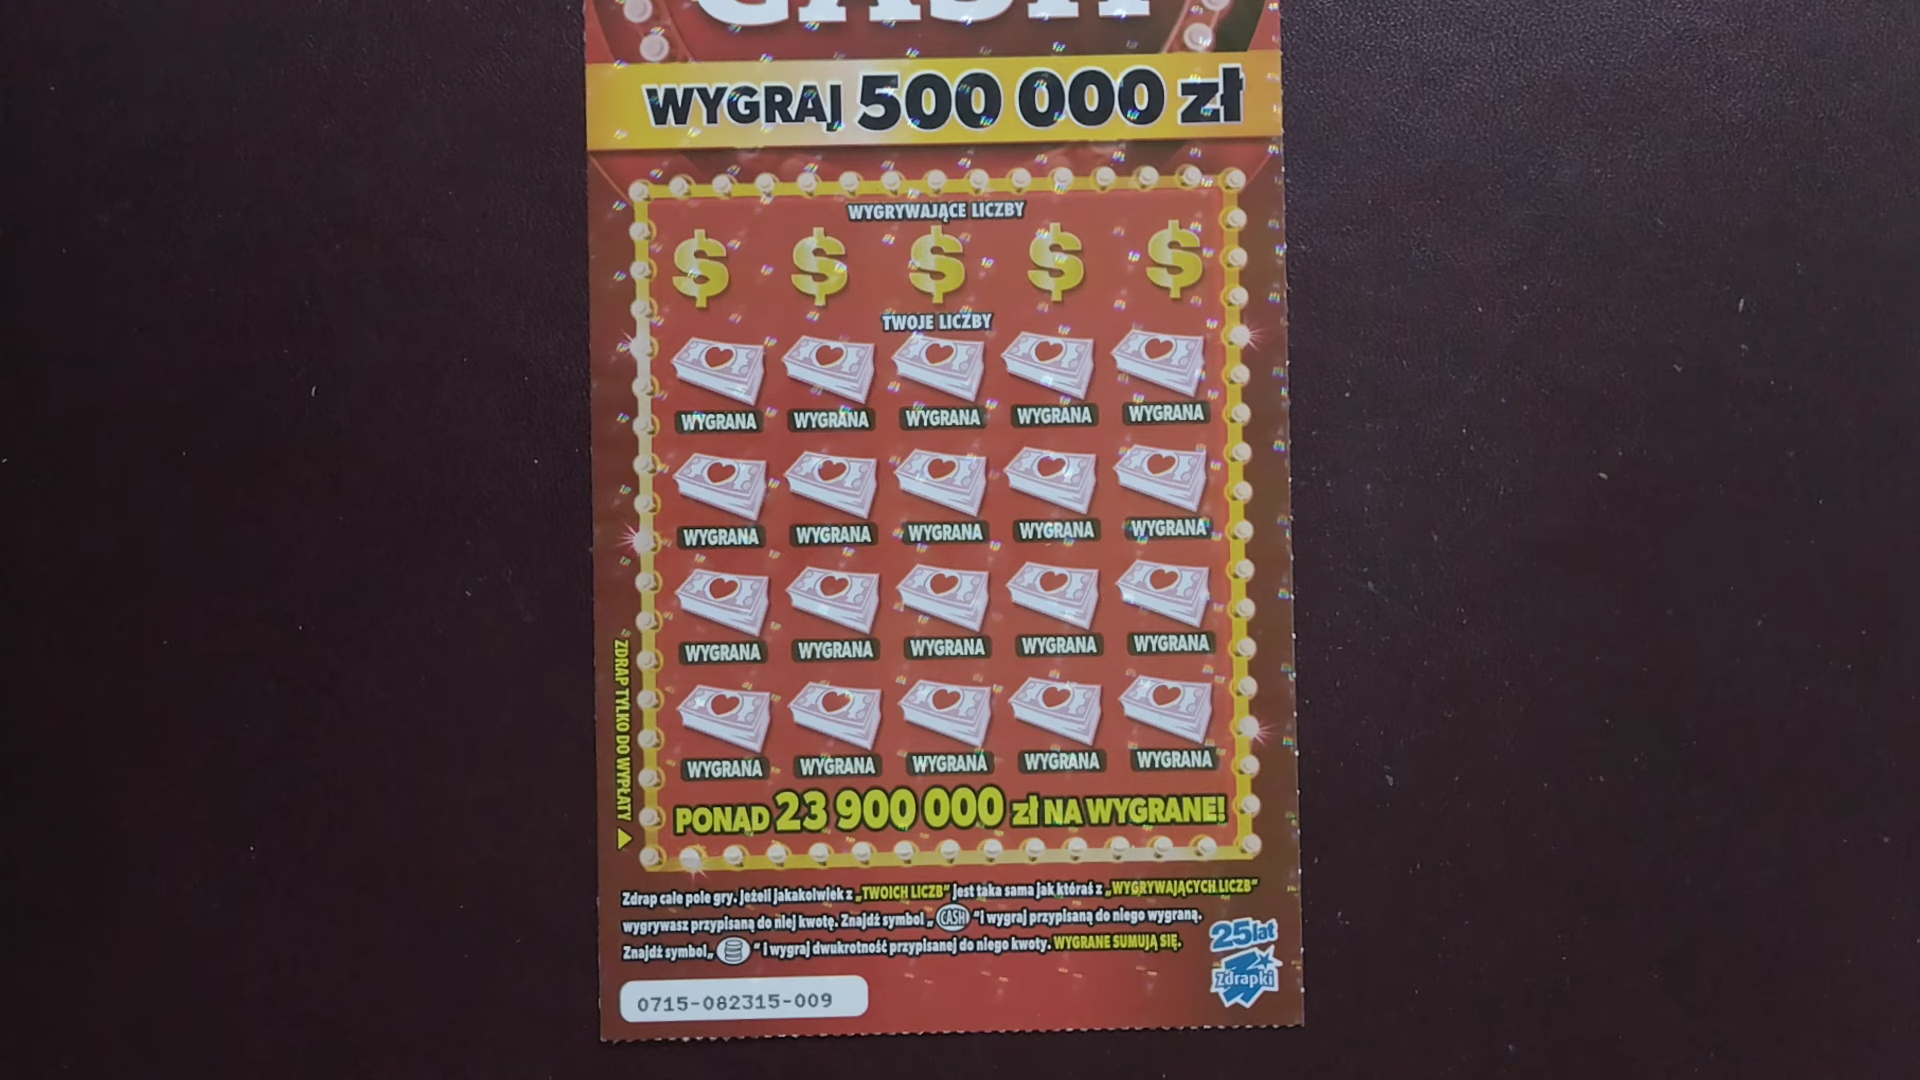 CASH
WYGRAJ 500 000 zł
WYGRYWAJĄCE LICZBY
$ $ $ $ $
TWOJE LICZBY
WYGRANA WYGRANA WYGRANA WYGRANA WYGRANA
WYGRANA WYGRANA WYGRANA WYGRANA WYGRANA
WYGRANA WYGRANA WYGRANA WYGRANA WYGRANA
WYGRANA WYGRANA WYGRANA WYGRANA WYGRANA
ZDRAP TYLKO DO WYPŁATY
PONAD 23 900 000 zł NA WYGRANE!
Zdrap całe pole gry. Jeżeli jakakolwiek z „TWOICH LICZB” jest taka sama jak któraś z „WYGRYWAJĄCYCH LICZB”
wygrywasz przypisaną do niej kwotę. Znajdź symbol „CASH” i wygraj przypisaną do niego wygraną.
Znajdź symbol „ ” i wygraj dwukrotność przypisanej do niego kwoty. WYGRANE SUMUJĄ SIĘ.
25 lat
Zdrapki
0715-082315-009